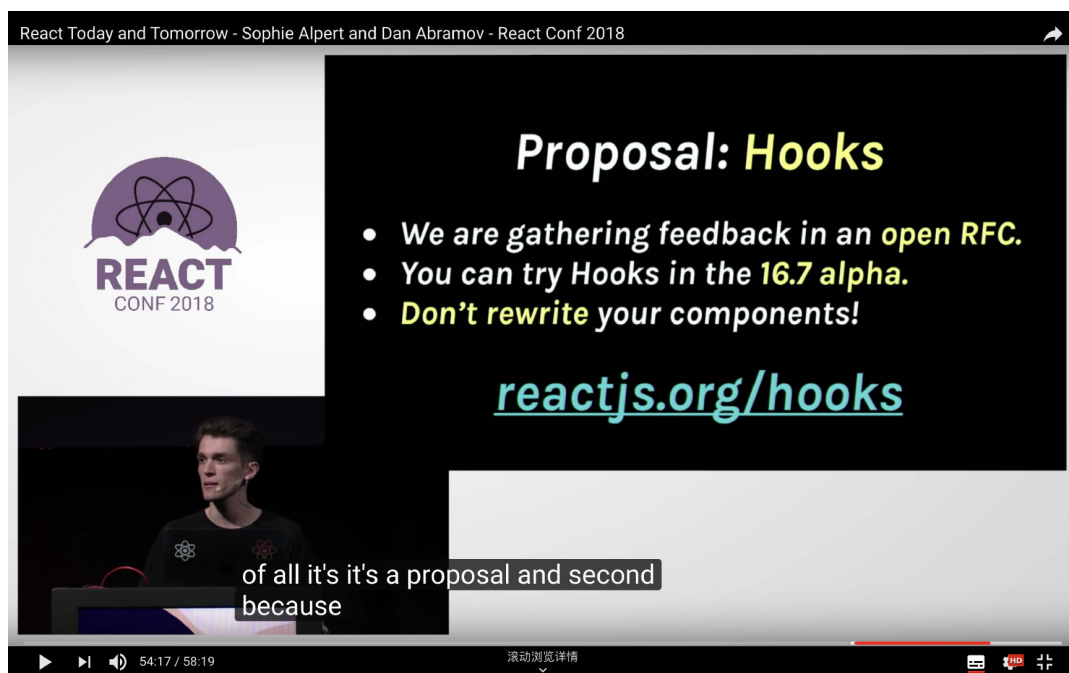 React Today and Tomorrow - Sophie Alpert and Dan Abramov - React Conf 2018
REACT
CONF 2018
Proposal: Hooks
• We are gathering feedback in an open RFC.
• You can try Hooks in the 16.7 alpha.
• Don’t rewrite your components!
reactjs.org/hooks
of all it's it's a proposal and second
because
54:17 / 58:19
滚动浏览详情
HD